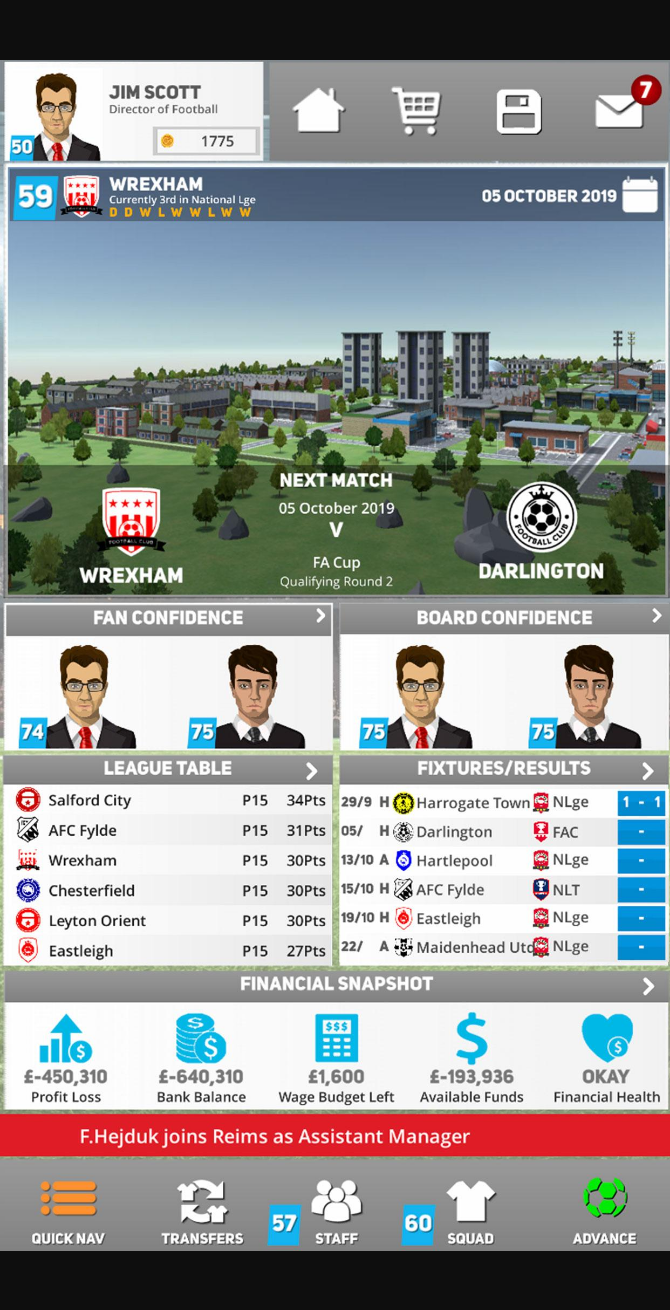 JIM SCOTT
Director of Football
50
1775
7
59
WREXHAM
Currently 3rd in National Lge
D D W L W W L W W
05 OCTOBER 2019
NEXT MATCH
05 October 2019
V
FA Cup
Qualifying Round 2
FOOTBALL CLUB
WREXHAM
FOOTBALL CLUB
DARLINGTON
FAN CONFIDENCE
74
75
BOARD CONFIDENCE
75
75
LEAGUE TABLE
Salford City P15 34Pts
AFC Fylde P15 31Pts
Wrexham P15 30Pts
Chesterfield P15 30Pts
Leyton Orient P15 30Pts
Eastleigh P15 27Pts
FIXTURES/RESULTS
29/9 H Harrogate Town NLge 1 - 1
05/ H Darlington FAC -
13/10 A Hartlepool NLge -
15/10 H AFC Fylde NLT -
19/10 H Eastleigh NLge -
22/ A Maidenhead Utd NLge -
FINANCIAL SNAPSHOT
$$$
£-450,310
Profit Loss
£-640,310
Bank Balance
£1,600
Wage Budget Left
£-193,936
Available Funds
OKAY
Financial Health
F.Hejduk joins Reims as Assistant Manager
QUICK NAV
TRANSFERS
57
STAFF
60
SQUAD
ADVANCE